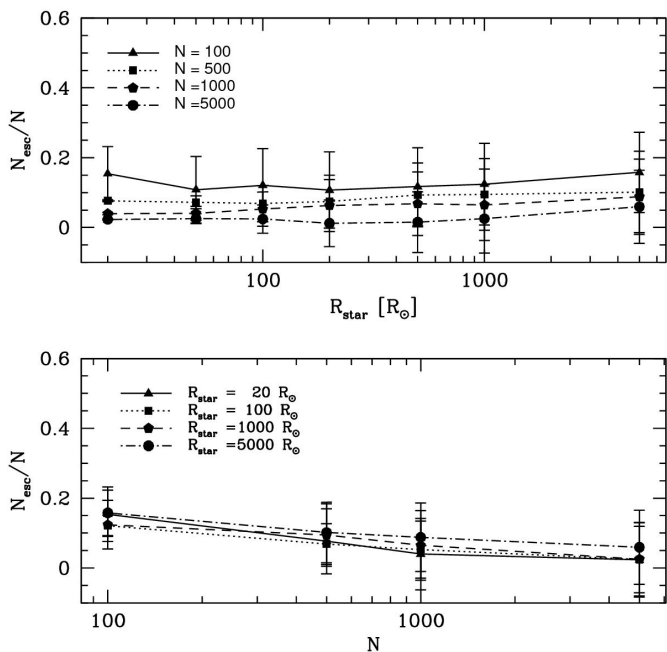 0.6
N = 100
N = 500
N =1000
N =5000
0.4
N_esc/N
0.2
0
100
1000
R_star [R_⊙]
0.6
R_star = 20 R_⊙
R_star = 100 R_⊙
R_star =1000 R_⊙
R_star =5000 R_⊙
0.4
N_esc/N
0.2
0
100
1000
N